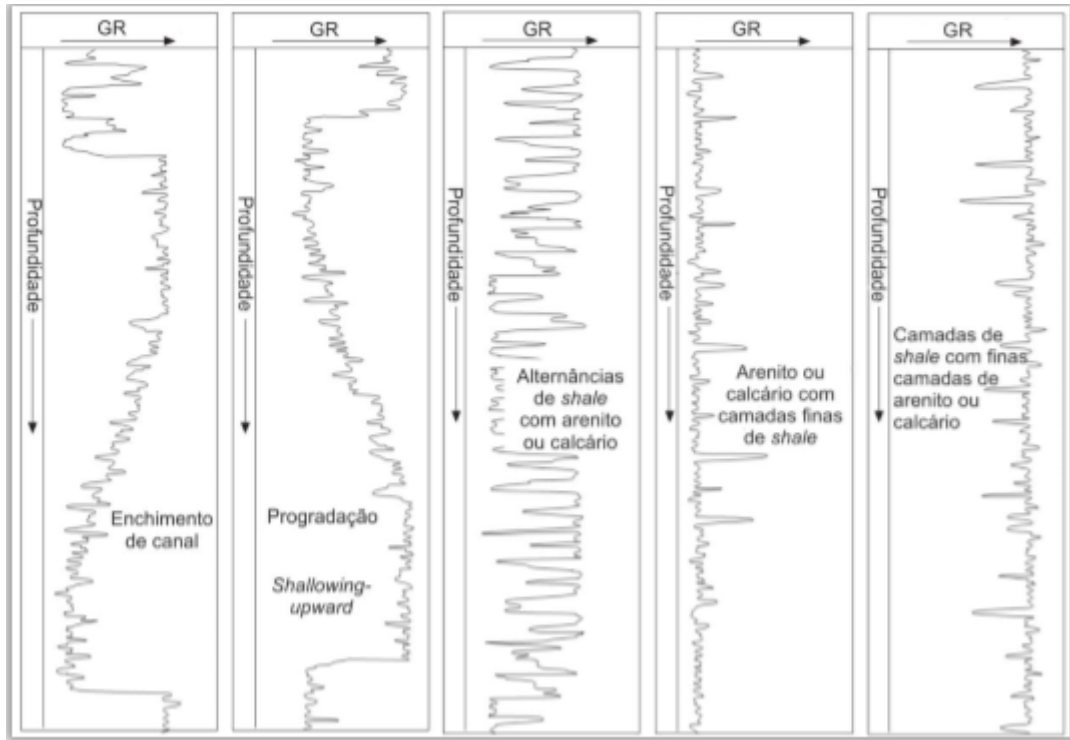 GR
Profundidade
Enchimento
de canal
GR
Profundidade
Progradação
Shallowing-
upward
GR
Profundidade
Alternâncias
de shale
com arenito
ou calcário
GR
Profundidade
Arenito ou
calcário com
camadas finas
de shale
GR
Profundidade
Camadas de
shale com finas
camadas de
arenito ou
calcário